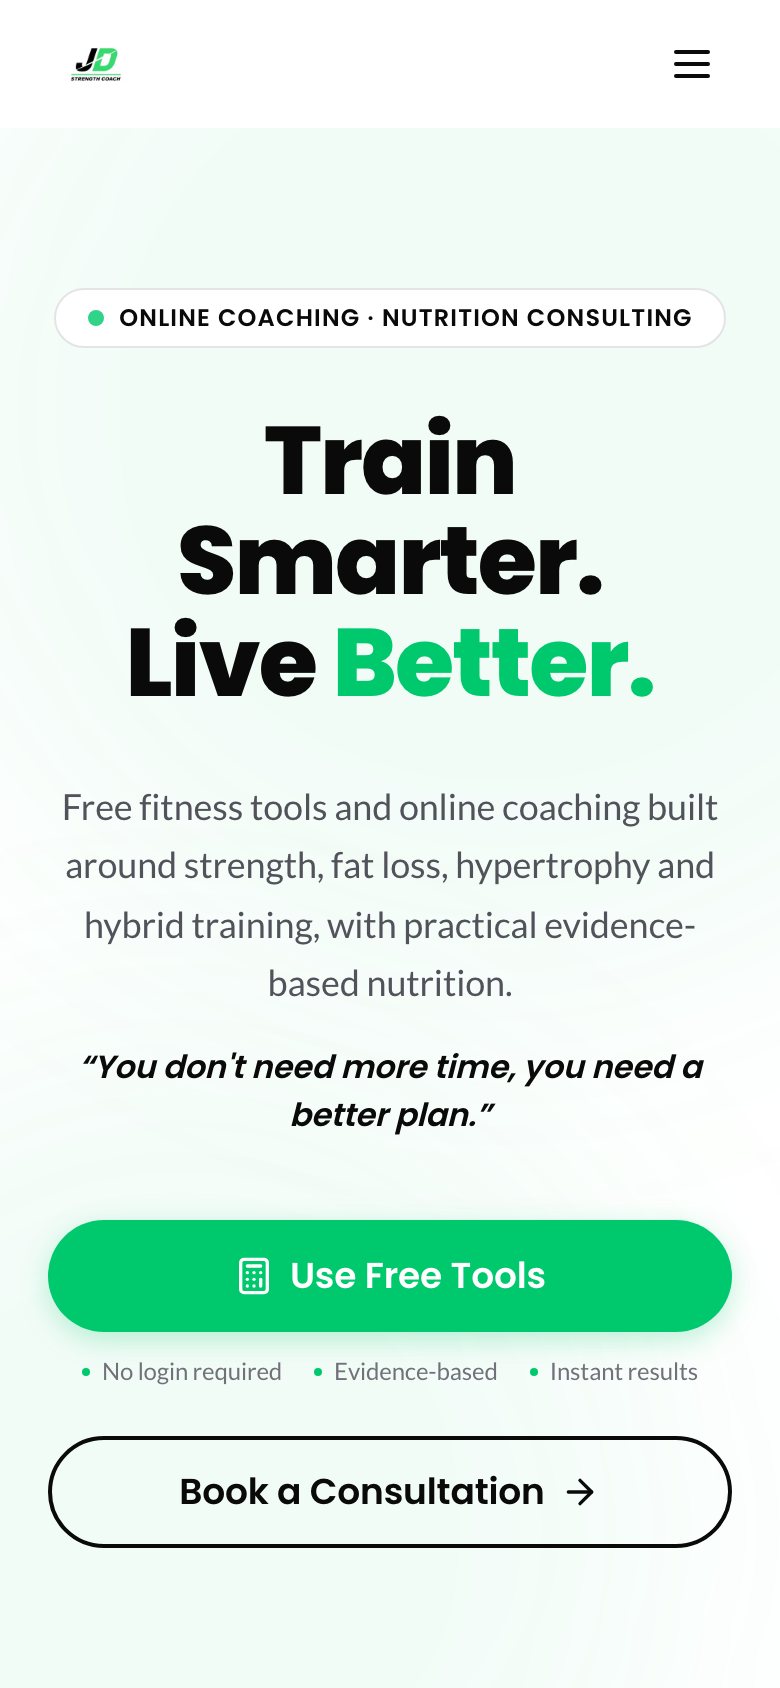 JD
STRENGTH COACH
ONLINE COACHING · NUTRITION CONSULTING
Train
Smarter.
Live Better.
Free fitness tools and online coaching built
around strength, fat loss, hypertrophy and
hybrid training, with practical evidence-
based nutrition.
“You don't need more time, you need a
better plan.”
Use Free Tools
No login required
Evidence-based
Instant results
Book a Consultation